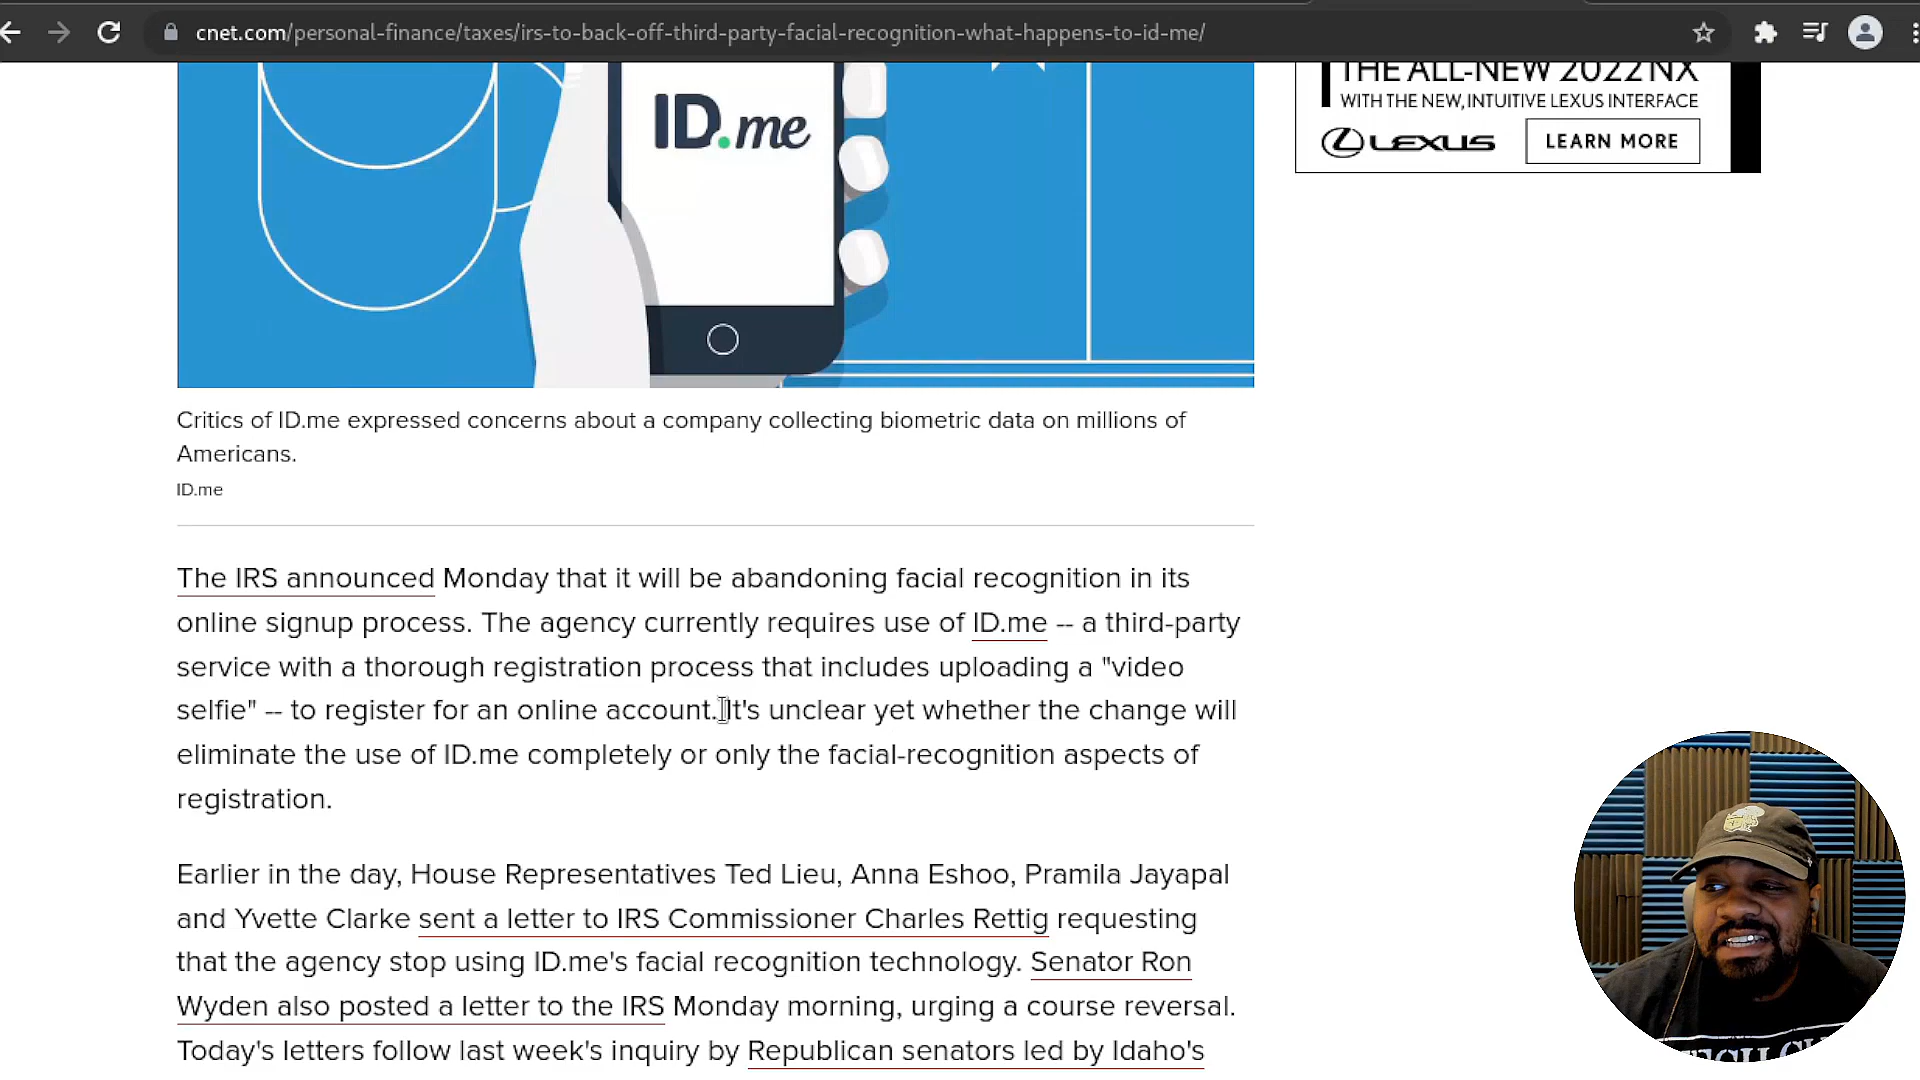 cnet.com/personal-finance/taxes/irs-to-back-off-third-party-facial-recognition-what-happens-to-id-me/
THE ALL-NEW 2022 NX
WITH THE NEW, INTUITIVE LEXUS INTERFACE
LEXUS
LEARN MORE
ID.me
Critics of ID.me expressed concerns about a company collecting biometric data on millions of
Americans.
ID.me
The IRS announced Monday that it will be abandoning facial recognition in its
online signup process. The agency currently requires use of ID.me -- a third-party
service with a thorough registration process that includes uploading a "video
selfie" -- to register for an online account. It's unclear yet whether the change will
eliminate the use of ID.me completely or only the facial-recognition aspects of
registration.
Earlier in the day, House Representatives Ted Lieu, Anna Eshoo, Pramila Jayapal
and Yvette Clarke sent a letter to IRS Commissioner Charles Rettig requesting
that the agency stop using ID.me's facial recognition technology. Senator Ron
Wyden also posted a letter to the IRS Monday morning, urging a course reversal.
Today's letters follow last week's inquiry by Republican senators led by Idaho's